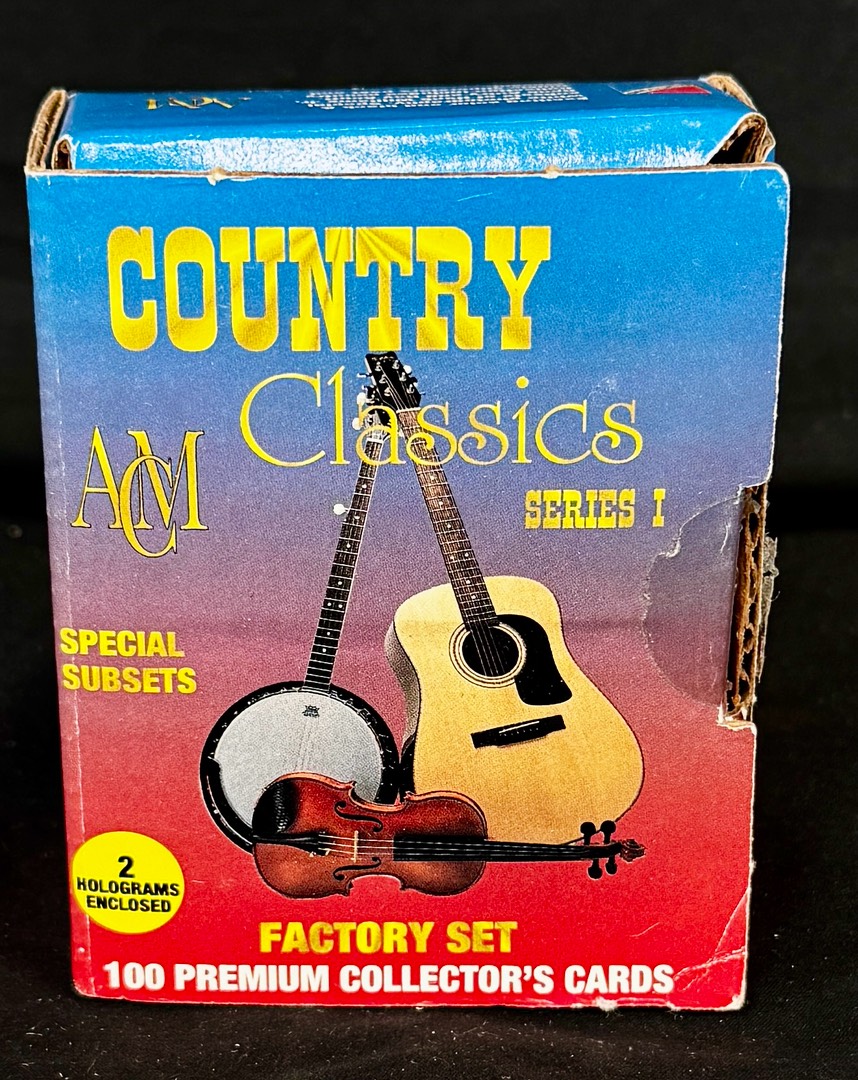 COUNTRY
Classics
ACM
SERIES I
SPECIAL
SUBSETS
2
HOLOGRAMS
ENCLOSED
FACTORY SET
100 PREMIUM COLLECTOR'S CARDS